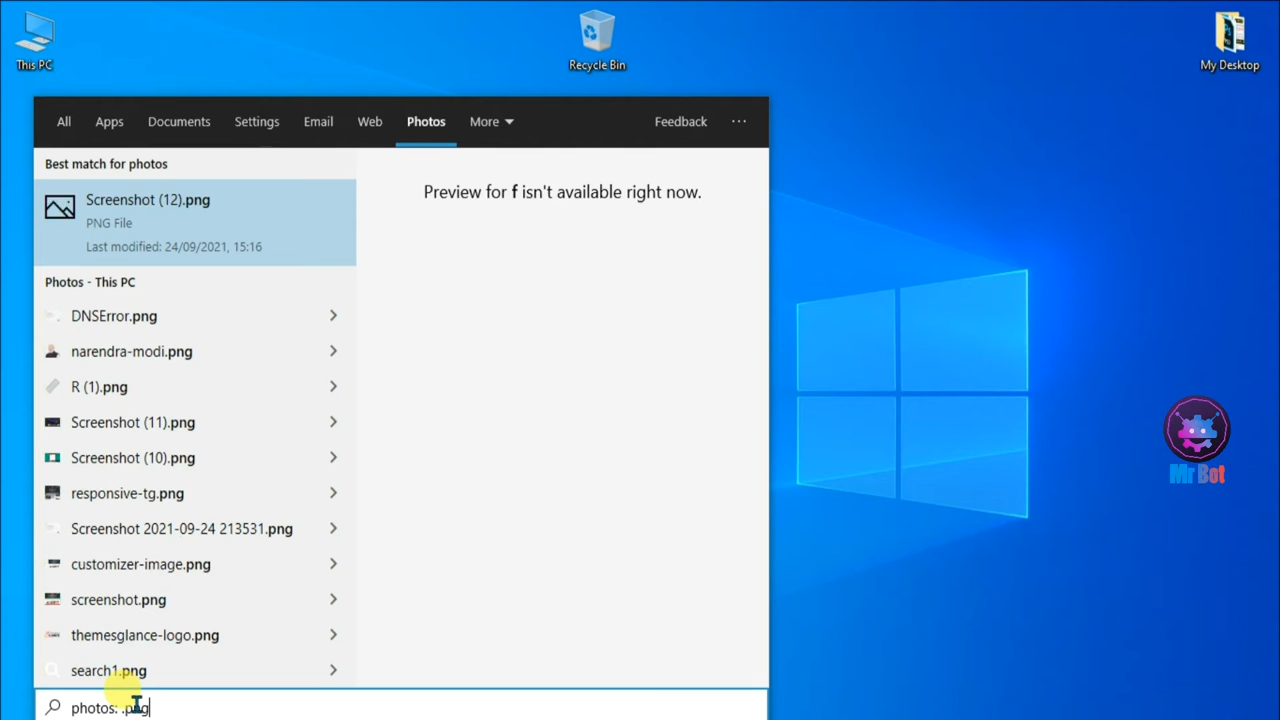 This PC
Recycle Bin
My Desktop
All Apps Documents Settings Email Web Photos More Feedback ...
Best match for photos
Screenshot (12).png
PNG File
Last modified: 24/09/2021, 15:16
Preview for f isn't available right now.
Photos - This PC
DNSError.png
narendra-modi.png
R (1).png
Screenshot (11).png
Screenshot (10).png
responsive-tg.png
Screenshot 2021-09-24 213531.png
customizer-image.png
screenshot.png
themesglance-logo.png
search1.png
photos: .png
Mr Bot